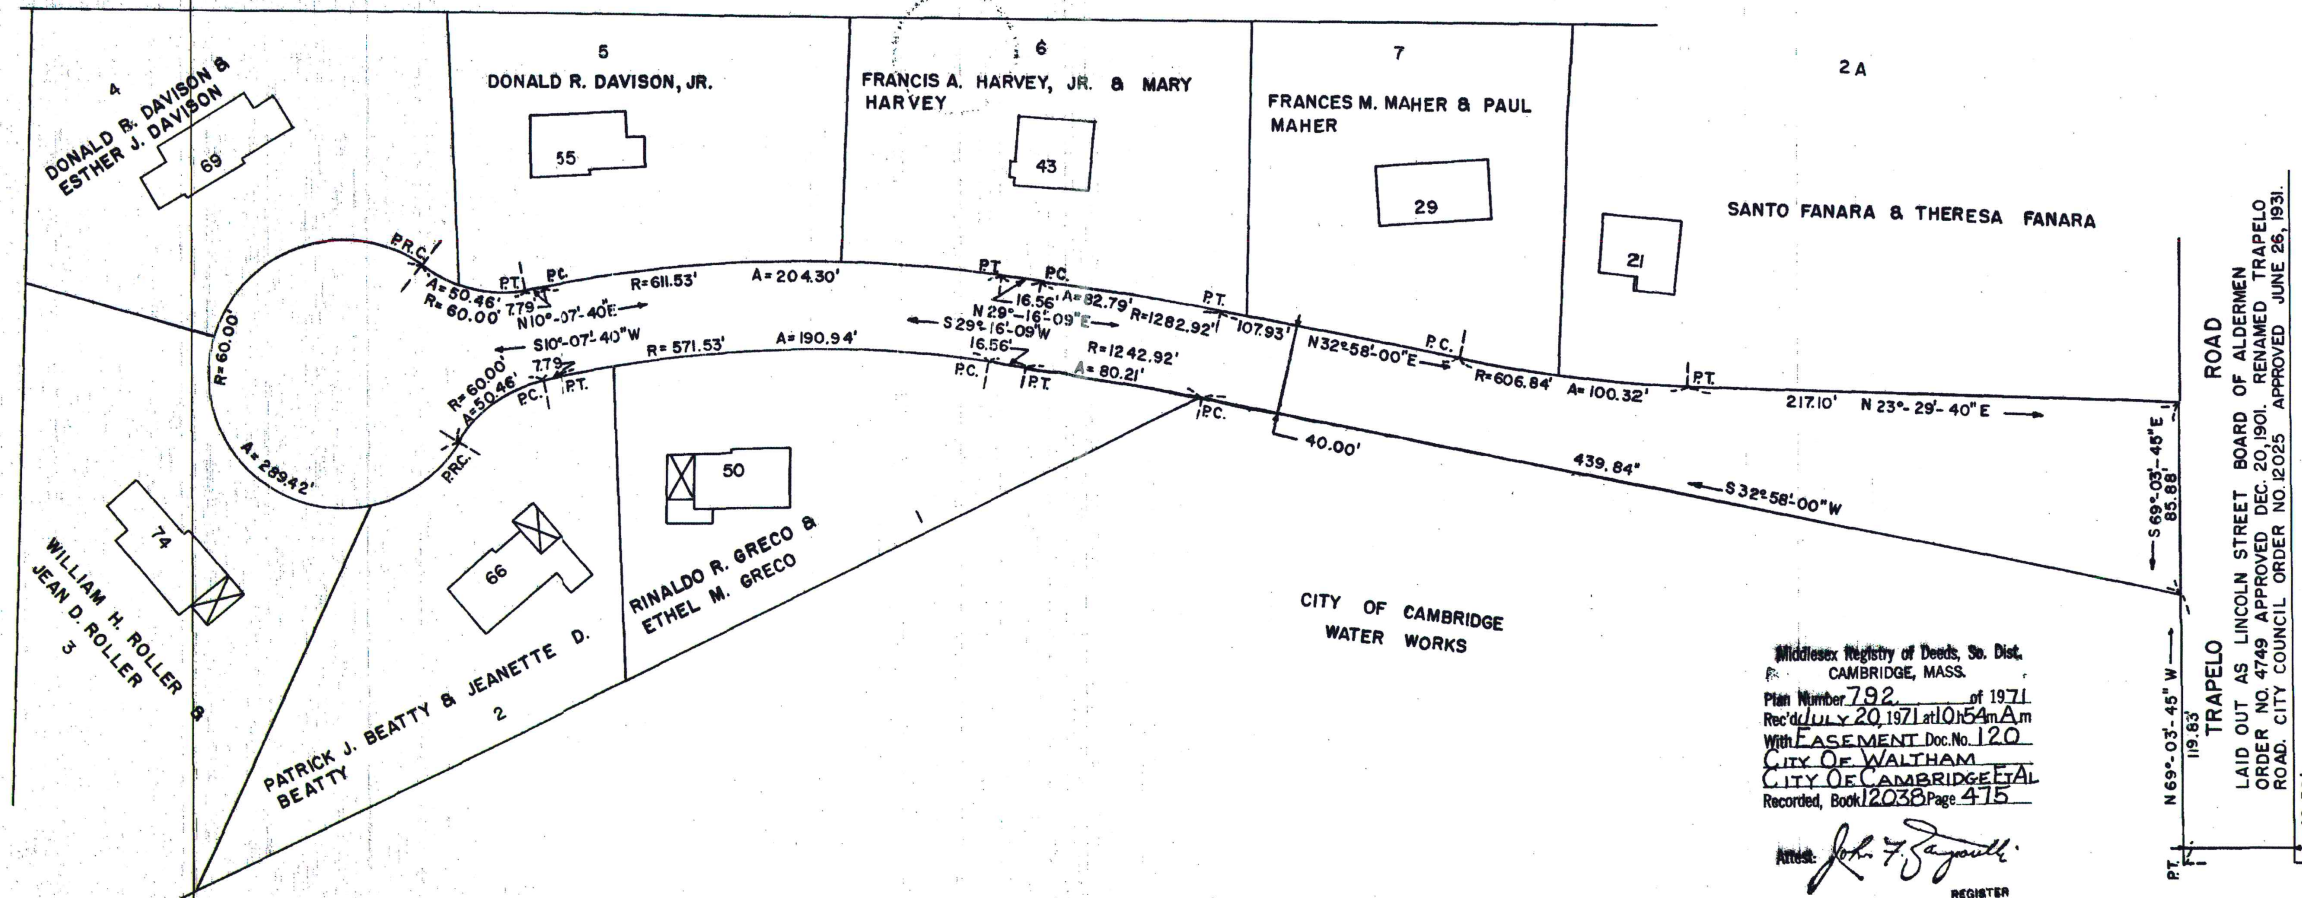 4
DONALD R. DAVISON &
ESTHER J. DAVISON
69
5
DONALD R. DAVISON, JR.
55
6
FRANCIS A. HARVEY, JR. & MARY
HARVEY
43
7
FRANCES M. MAHER & PAUL
MAHER
29
2A
SANTO FANARA & THERESA FANARA
21
P.R.C.
A=50.46'
R=60.00'
P.T.
P.C.
7.79'
N10°-07'-40"E
R=611.53'
A=204.30'
P.T.
P.C.
16.56'
A=82.79'
N 29°-16'-09"E
R=1282.92'
P.T.
107.93'
N32°58'-00"E
P.C.
R=606.84'
A=100.32'
P.T.
217.10'
N 23°-29'-40"E
R=60.00'
A=289.42'
P.R.C.
R=60.00'
A=50.46'
S10°-07'-40"W
7.79
P.C.
P.T.
R=571.53'
A=190.94'
S29°16'-09"W
16.56'
P.C.
P.T.
R=1242.92'
A=80.21'
P.C.
40.00'
439.84"
S32°58'-00"W
S69°-03'-45"E
85.88'
N69°-03'-45"W
119.83'
P.T.
74
WILLIAM H. ROLLER &
JEAN D. ROLLER
3
66
PATRICK J. BEATTY & JEANETTE D.
BEATTY
2
50
RINALDO R. GRECO &
ETHEL M. GRECO
1
CITY OF CAMBRIDGE
WATER WORKS
TRAPELO ROAD
LAID OUT AS LINCOLN STREET BOARD OF ALDERMEN
ORDER NO. 4749 APPROVED DEC. 20, 1901. RENAMED TRAPELO
ROAD. CITY COUNCIL ORDER NO. 12025 APPROVED JUNE 26, 1931.
Middlesex Registry of Deeds, So. Dist.
CAMBRIDGE, MASS.
Plan Number 792 of 1971
Rec'd JULY 20, 1971 at 10h 54m A m
With EASEMENT Doc. No. 120
CITY OF WALTHAM
CITY OF CAMBRIDGE ET AL
Recorded, Book 12038 Page 475
Attest: John F.
REGISTER